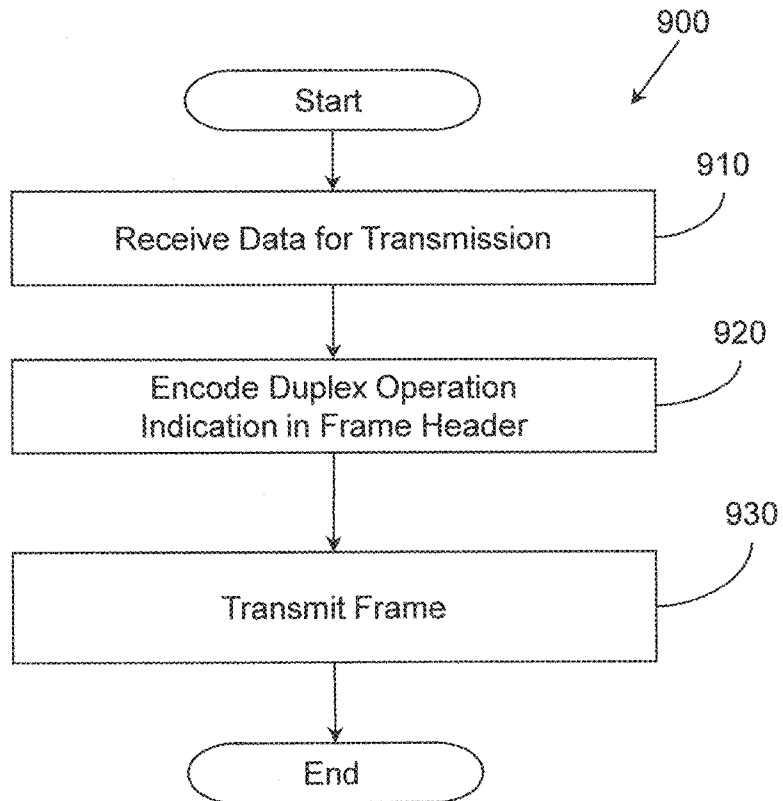 900
Start
910
Receive Data for Transmission
920
Encode Duplex Operation
Indication in Frame Header
930
Transmit Frame
End